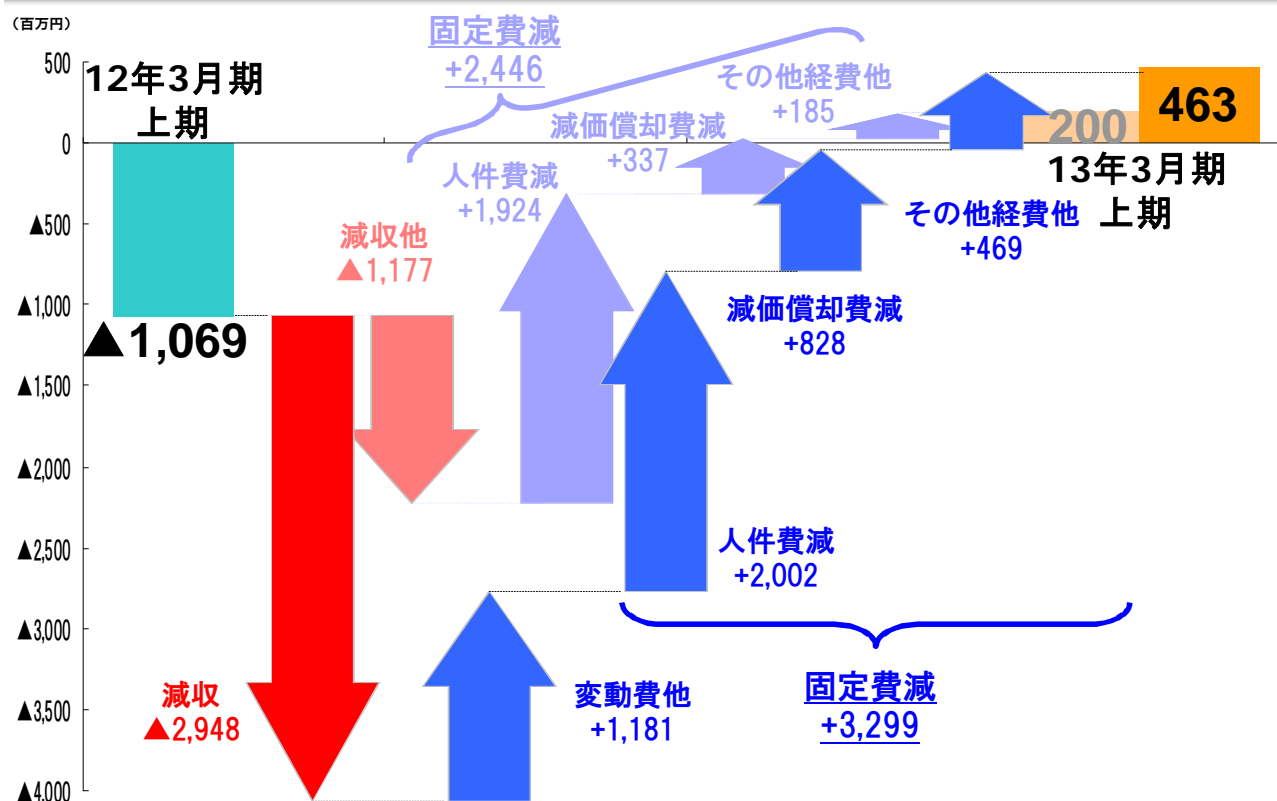 (百万円)
500
0
▲500
▲1,000
▲1,500
▲2,000
▲2,500
▲3,000
▲3,500
▲4,000
12年3月期
上期
▲1,069
固定費減
+2,446
減収他
▲1,177
人件費減
+1,924
減価償却費減
+337
その他経費他
+185
200
463
13年3月期
上期
その他経費他
+469
減価償却費減
+828
人件費減
+2,002
固定費減
+3,299
変動費他
+1,181
減収
▲2,948